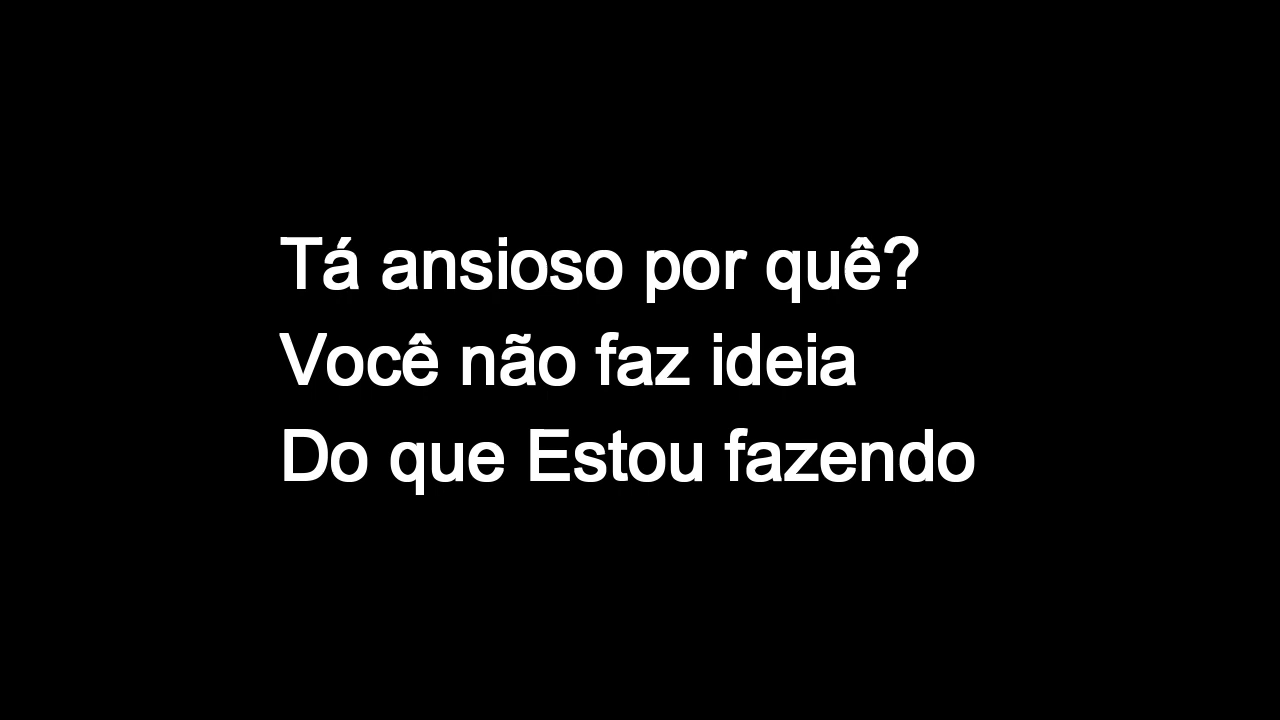 Tá ansioso por quê?
Você não faz ideia
Do que Estou fazendo